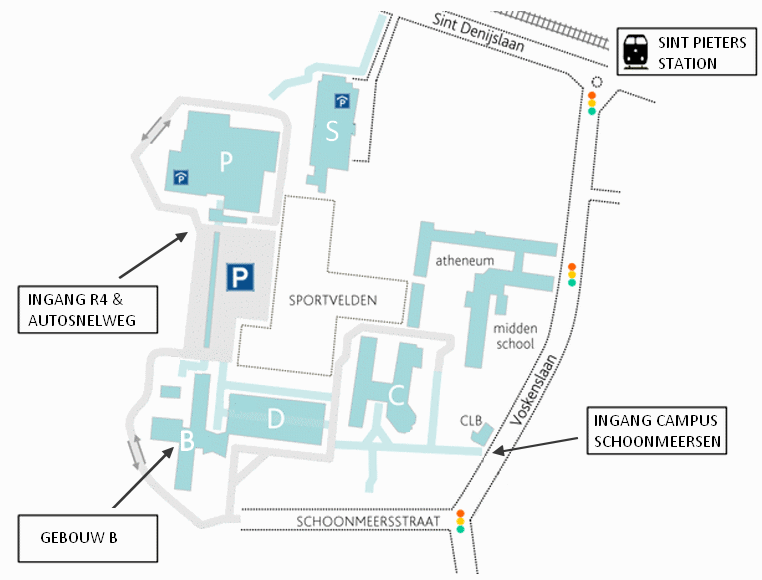 Sint Denijslaan
SINT PIETERS
STATION
P
S
P
P
INGANG R4 &
AUTOSNELWEG
P
SPORTVELDEN
atheneum
midden
school
Voskenslaan
C
D
B
CLB
INGANG CAMPUS
SCHOONMEERSEN
SCHOONMEERSSTRAAT
GEBOUW B